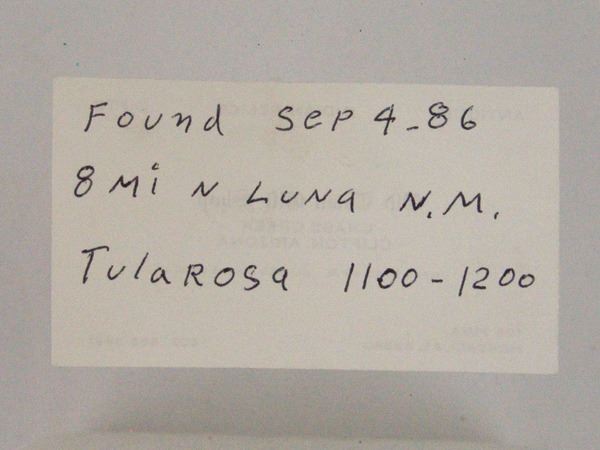 Found Sep 4-86
8 Mi N Luna N.M.
Tularosa 1100-1200